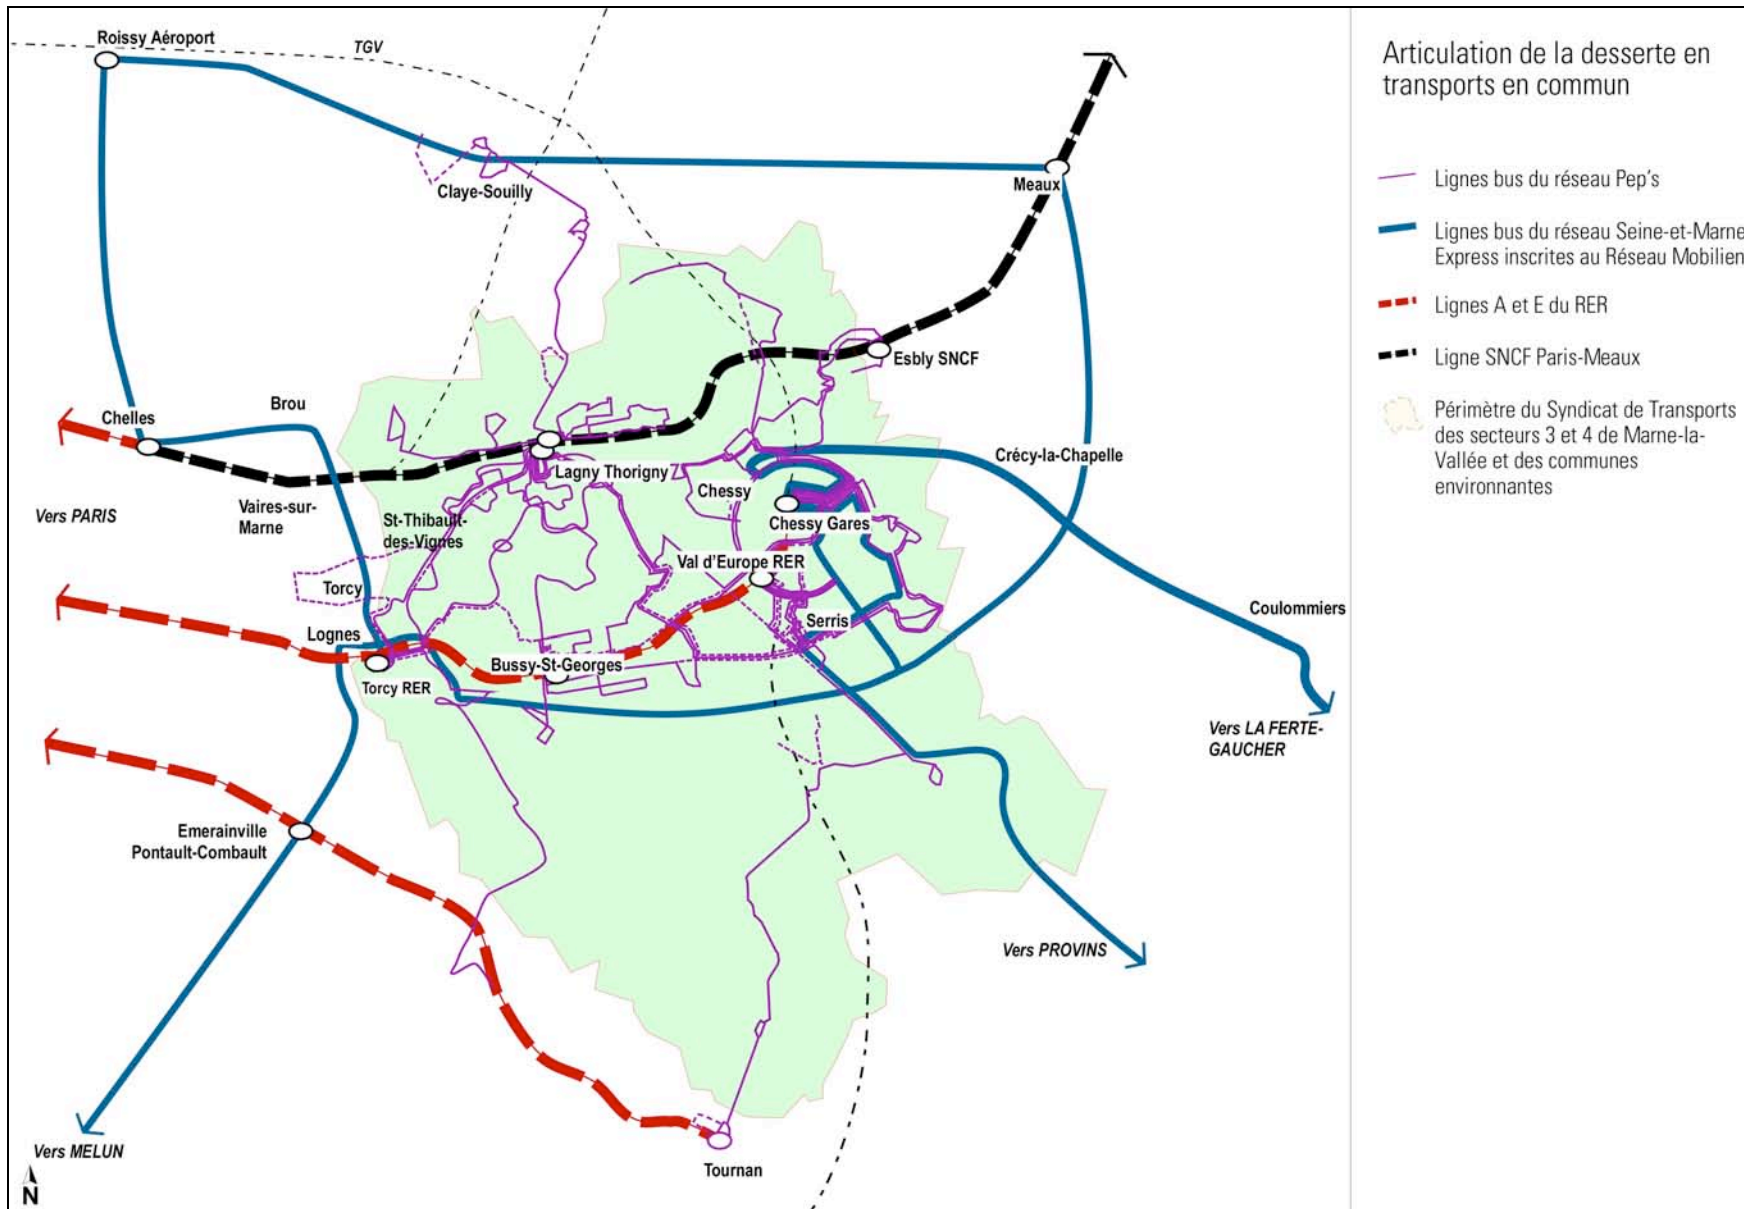 Roissy Aéroport
TGV
Claye-Souilly
Meaux
Esbly SNCF
Chelles
Brou
Lagny Thorigny
Crécy-la-Chapelle
Chessy
Vaires-sur-
Marne
Vers PARIS
St-Thibault-
des-Vignes
Chessy Gares
Val d'Europe RER
Torcy
Coulommiers
Serris
Lognes
Bussy-St-Georges
Torcy RER
Vers LA FERTE-
GAUCHER
Emerainville
Pontault-Combault
Vers PROVINS
Vers MELUN
Tournan
N
Articulation de la desserte en
transports en commun
Lignes bus du réseau Pep's
Lignes bus du réseau Seine-et-Marne
Express inscrites au Réseau Mobilien
Lignes A et E du RER
Ligne SNCF Paris-Meaux
Périmètre du Syndicat de Transports
des secteurs 3 et 4 de Marne-la-
Vallée et des communes
environnantes